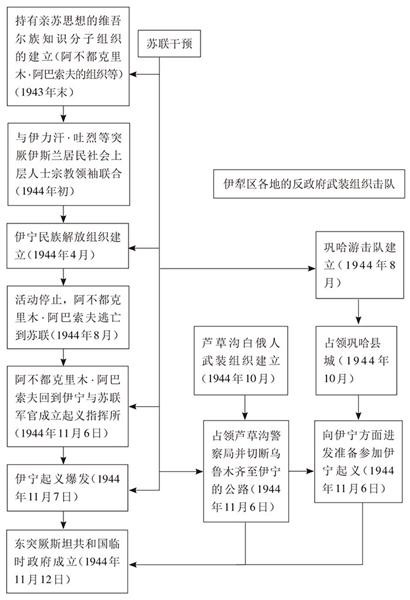 持有亲苏思想的维吾
尔族知识分子组织
的建立(阿不都克里
木·阿巴索夫的组织等)
(1943年末)
苏联干预
与伊力汗·吐烈等突
厥伊斯兰居民社会上
层人士宗教领袖联合
(1944年初)
伊犁区各地的反政府武装组织击队
伊宁民族解放组织建
立(1944年4月)
巩哈游击队
建立(1944年8
月)
活动停止，阿不都克
里木·阿巴索夫逃亡
到苏联(1944年8月)
芦草沟白俄人
武装组织建立
(1944年10月)
占领巩哈县
城(1944年
10月)
阿不都克里木·阿巴
索夫回到伊宁与苏联
军官成立起义指挥所
(1944年11月6日)
占领芦草沟警
察局并切断乌
鲁木齐至伊宁
的公路(1944年
11月6日)
向伊宁方面进
发准备参加伊
宁起义(1944
年11月6日)
伊宁起义爆发(1944
年11月7日)
东突厥斯坦共和国临
时政府成立(1944年
11月12日)